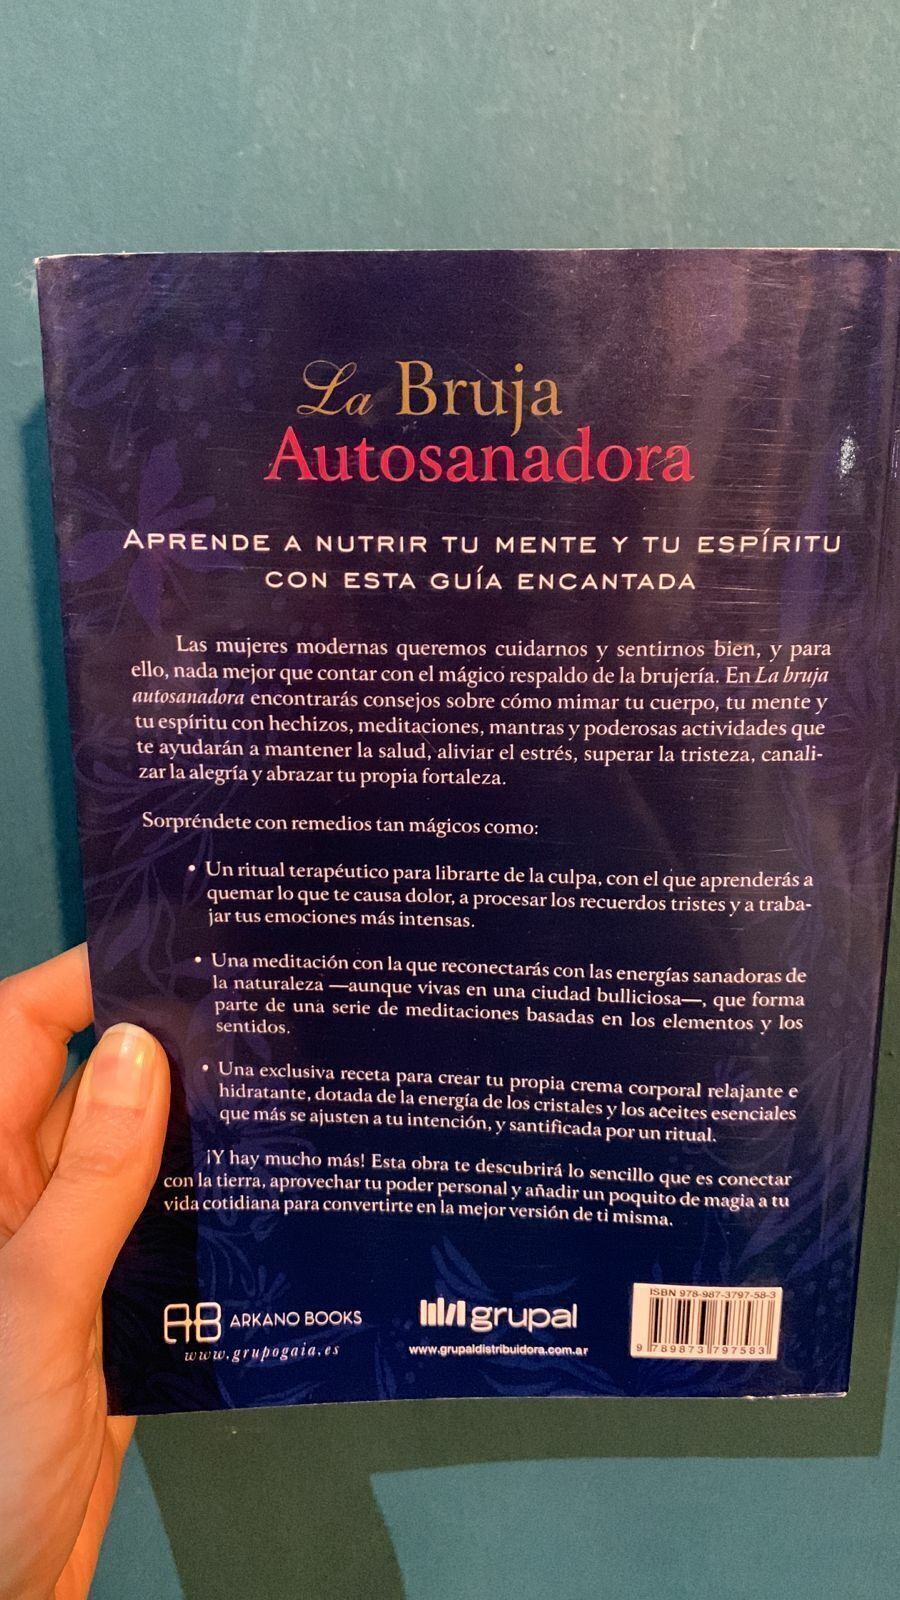 La Bruja
Autosanadora
APRENDE A NUTRIR TU MENTE Y TU ESPÍRITU
CON ESTA GUÍA ENCANTADA
Las mujeres modernas queremos cuidarnos y sentirnos bien, y para
ello, nada mejor que contar con el mágico respaldo de la brujería. En La bruja
autosanadora encontrarás consejos sobre cómo mimar tu cuerpo, tu mente y
tu espíritu con hechizos, meditaciones, mantras y poderosas actividades que
te ayudarán a mantener la salud, aliviar el estrés, superar la tristeza, canali-
zar la alegría y abrazar tu propia fortaleza.
Sorpréndete con remedios tan mágicos como:
• Un ritual terapéutico para librarte de la culpa, con el que aprenderás a
quemar lo que te causa dolor, a procesar los recuerdos tristes y a traba-
jar tus emociones más intensas.
• Una meditación con la que reconectarás con las energías sanadoras de
la naturaleza —aunque vivas en una ciudad bulliciosa—, que forma
parte de una serie de meditaciones basadas en los elementos y los
sentidos.
• Una exclusiva receta para crear tu propia crema corporal relajante e
hidratante, dotada de la energía de los cristales y los aceites esenciales
que más se ajusten a tu intención, y santificada por un ritual.
¡Y hay mucho más! Esta obra te descubrirá lo sencillo que es conectar
con la tierra, aprovechar tu poder personal y añadir un poquito de magia a tu
vida cotidiana para convertirte en la mejor versión de ti misma.
AB ARKANO BOOKS
www.grupogaia.es
grupal
www.grupaldistribuidora.com.ar
ISBN 978-987-3797-58-3
9 789873 797583